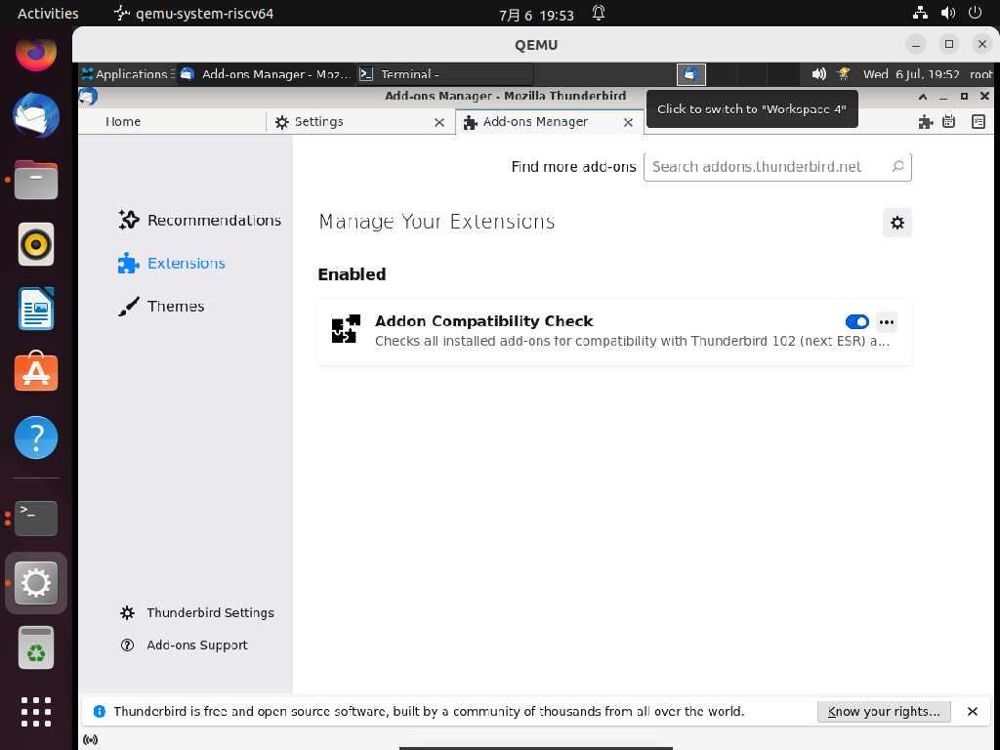 Activities qemu-system-riscv64 7月 6 19:53
QEMU
Applications Add-ons Manager - Moz... Terminal - Wed 6 Jul, 19:52 root
Add-ons Manager - Mozilla Thunderbird
Click to switch to "Workspace 4"
Home Settings Add-ons Manager
Find more add-ons Search addons.thunderbird.net
Recommendations
Manage Your Extensions
Extensions
Enabled
Themes
Addon Compatibility Check
Checks all installed add-ons for compatibility with Thunderbird 102 (next ESR) a...
Thunderbird Settings
Add-ons Support
Thunderbird is free and open source software, built by a community of thousands from all over the world. Know your rights...